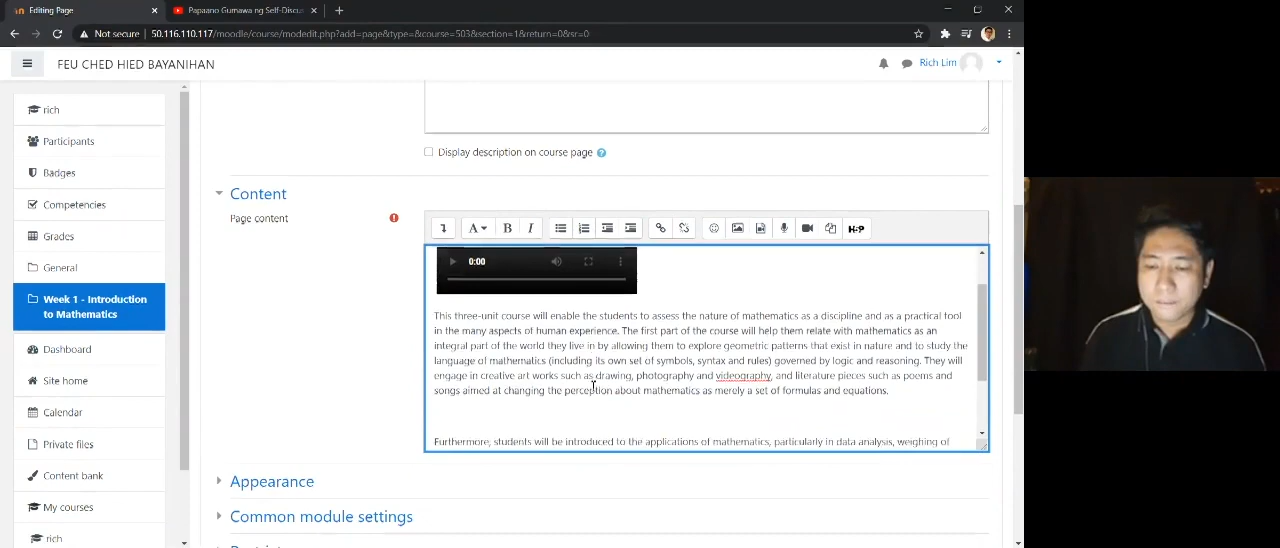 Editing Page
Papaano Gumawa ng Self-Discu
Not secure 50.116.110.117/moodle/course/modedit.php?add=page&type=&course=503&section=1&return=0&sr=0
FEU CHED HIED BAYANIHAN
Rich Lim
rich
Participants
Badges
Competencies
Grades
General
Week 1 - Introduction
to Mathematics
Dashboard
Site home
Calendar
Private files
Content bank
My courses
rich
Display description on course page
Content
Page content
A B I H-P
0:00
This three-unit course will enable the students to assess the nature of mathematics as a discipline and as a practical tool
in the many aspects of human experience. The first part of the course will help them relate with mathematics as an
integral part of the world they live in by allowing them to explore geometric patterns that exist in nature and to study the
language of mathematics (including its own set of symbols, syntax and rules) governed by logic and reasoning. They will
engage in creative art works such as drawing, photography and videography, and literature pieces such as poems and
songs aimed at changing the perception about mathematics as merely a set of formulas and equations.
Furthermore, students will be introduced to the applications of mathematics, particularly in data analysis, weighing of
Appearance
Common module settings